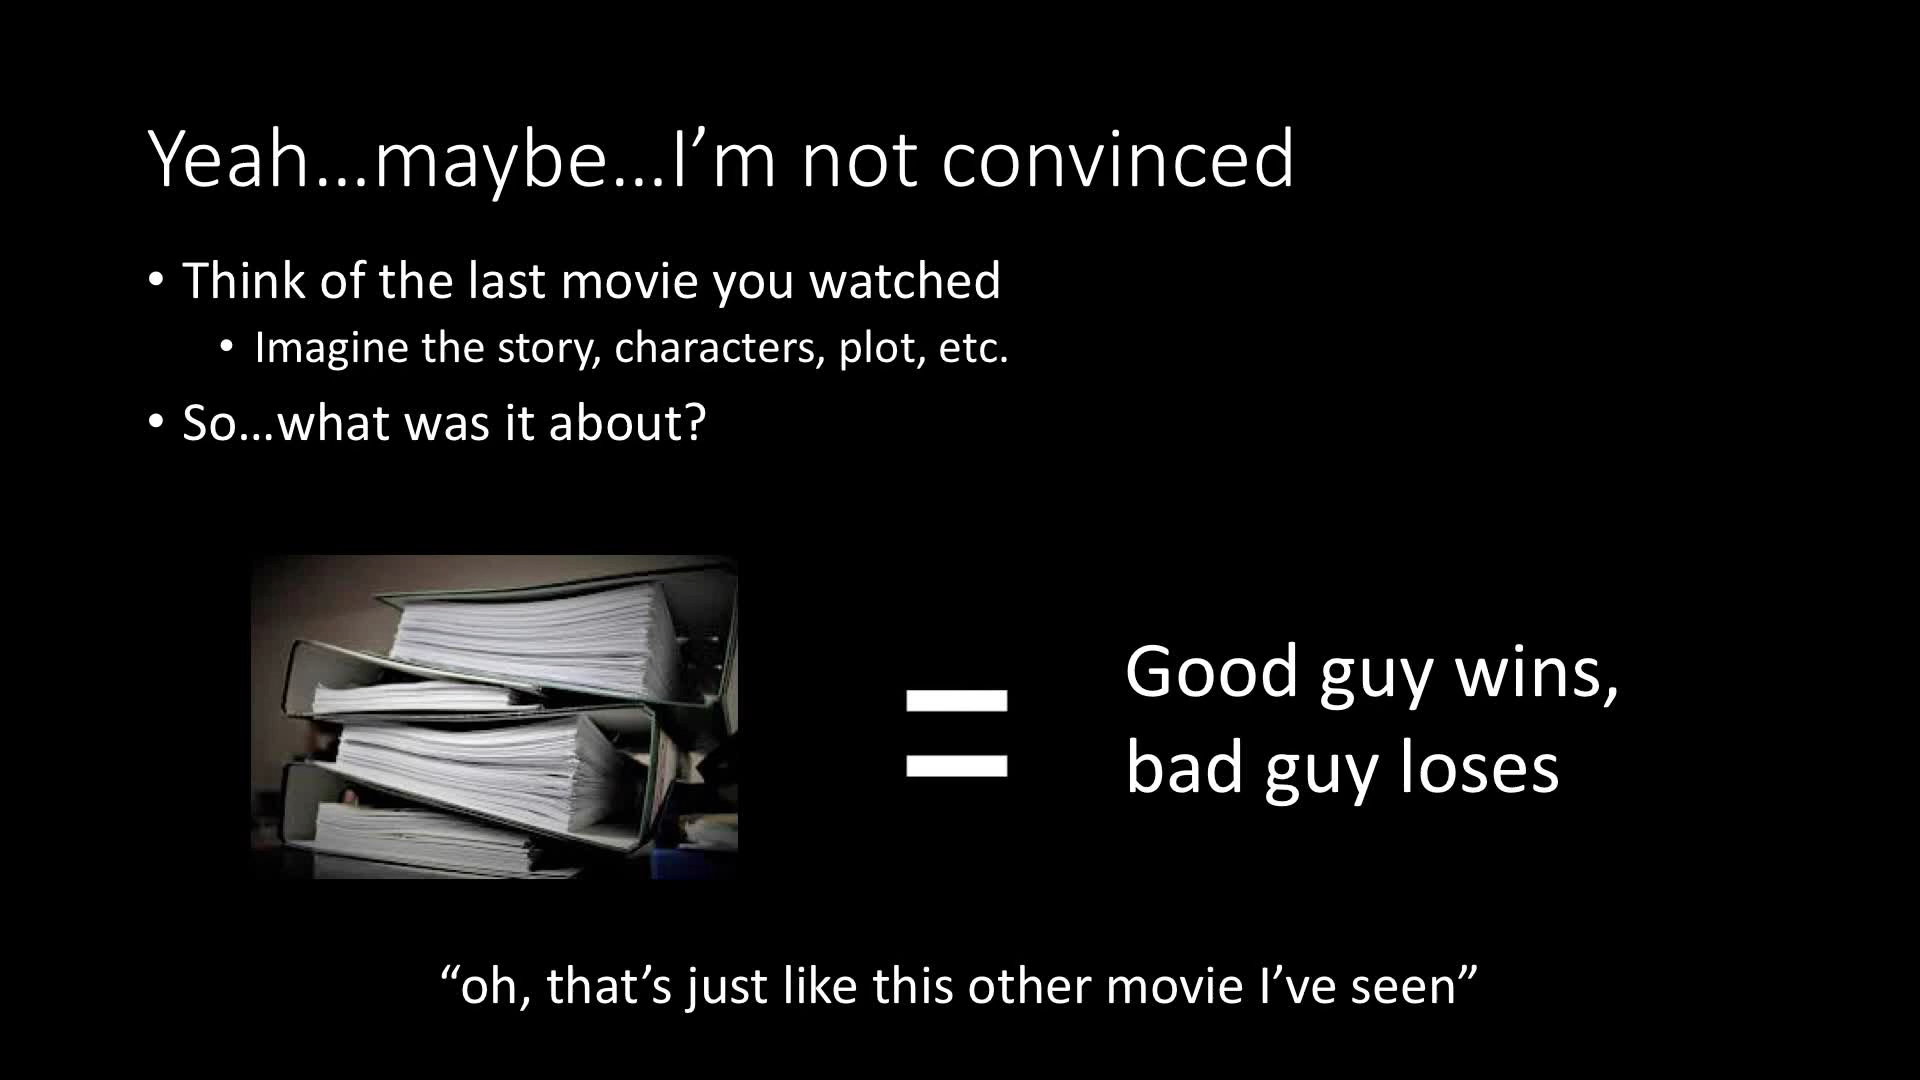 Yeah…maybe…I’m not convinced
• Think of the last movie you watched
• Imagine the story, characters, plot, etc.
• So…what was it about?
=
Good guy wins,
bad guy loses
“oh, that’s just like this other movie I’ve seen”